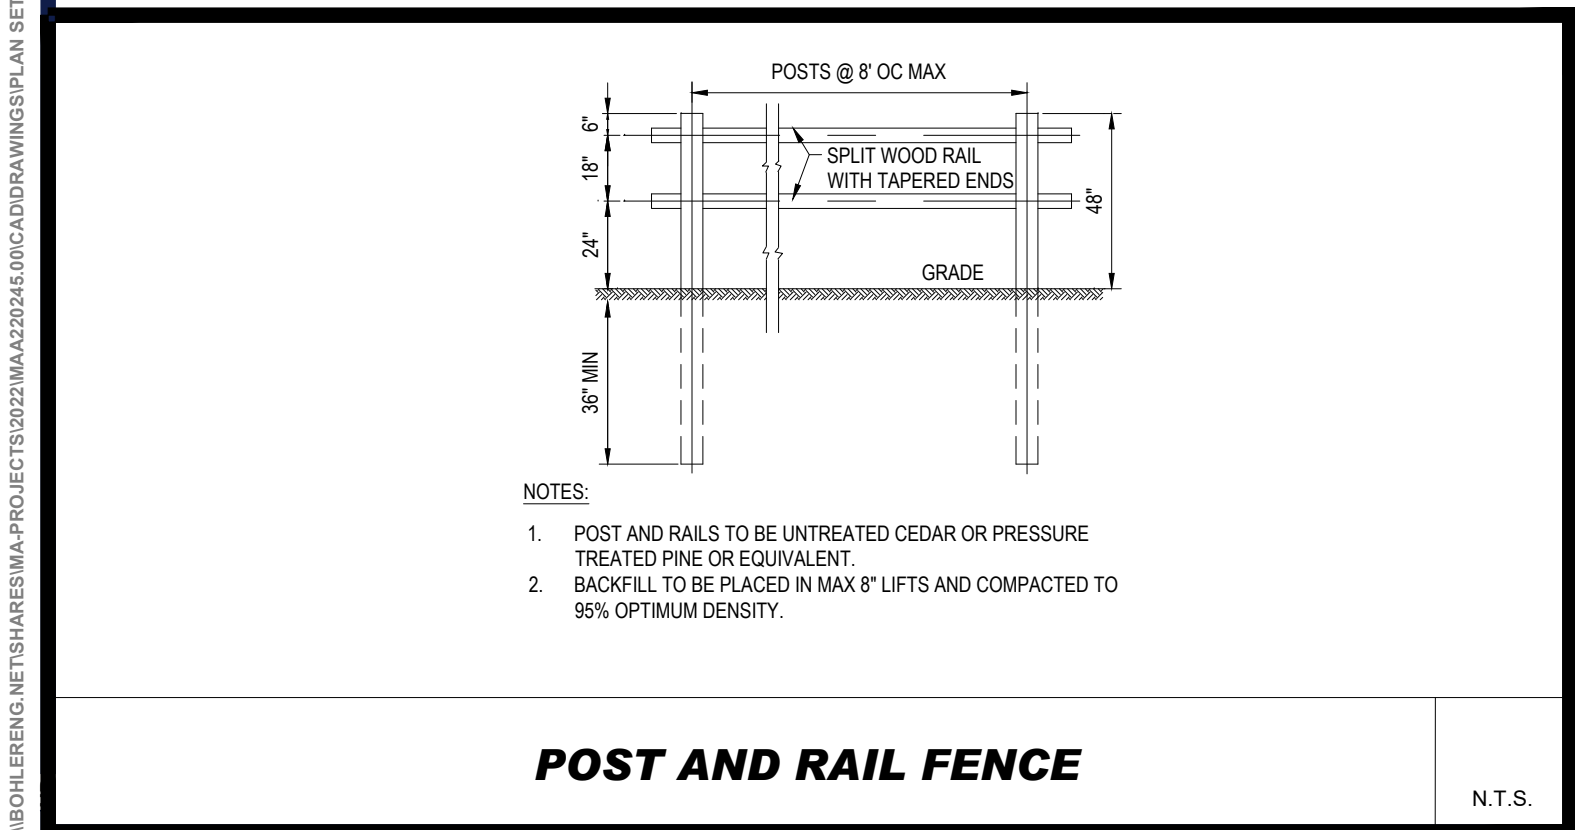 \\BOHLERENG.NET\SHARES\MA-PROJECTS\2022\MAA220245.00\CAD\DRAWINGS\PLAN SET
POSTS @ 8' OC MAX
6"
18"
24"
36" MIN
SPLIT WOOD RAIL
WITH TAPERED ENDS
48"
GRADE
NOTES:
1. POST AND RAILS TO BE UNTREATED CEDAR OR PRESSURE
TREATED PINE OR EQUIVALENT.
2. BACKFILL TO BE PLACED IN MAX 8" LIFTS AND COMPACTED TO
95% OPTIMUM DENSITY.
POST AND RAIL FENCE
N.T.S.